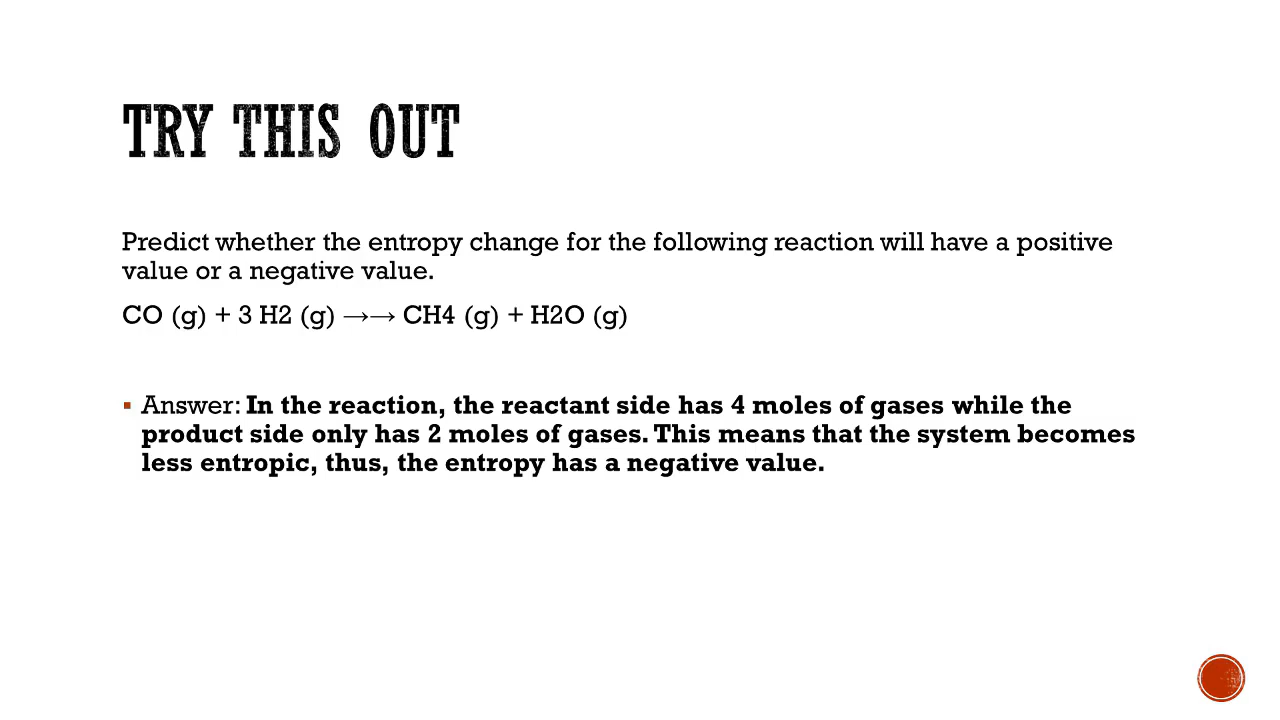 TRY THIS OUT
Predict whether the entropy change for the following reaction will have a positive
value or a negative value.
CO (g) + 3 H2 (g) →→ CH4 (g) + H2O (g)
▪ Answer: In the reaction, the reactant side has 4 moles of gases while the
product side only has 2 moles of gases. This means that the system becomes
less entropic, thus, the entropy has a negative value.